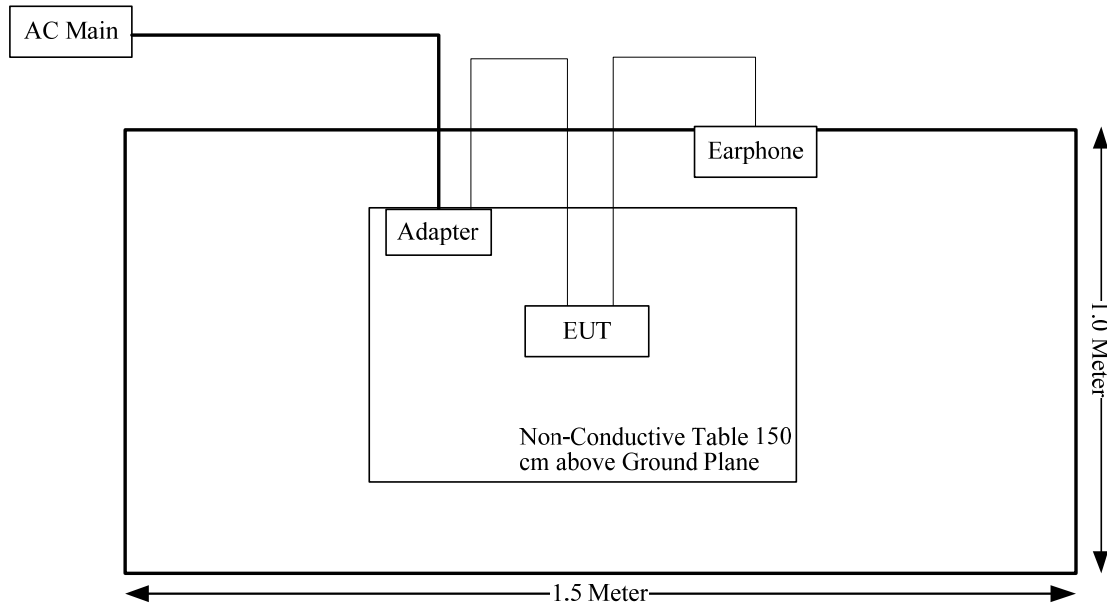 AC Main
Earphone
Adapter
EUT
Non-Conductive Table 150
cm above Ground Plane
1.0 Meter
1.5 Meter